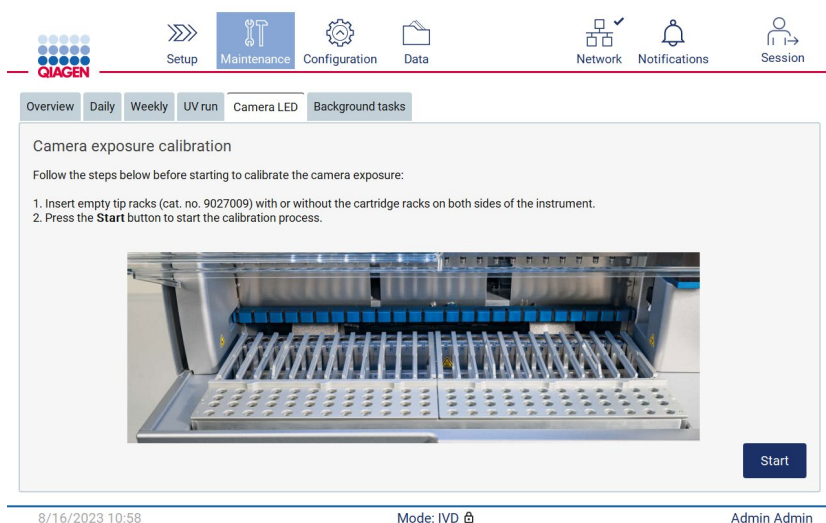 QIAGEN
Setup
Maintenance
Configuration
Data
Network
Notifications
Session
Overview
Daily
Weekly
UV run
Camera LED
Background tasks
Camera exposure calibration
Follow the steps below before starting to calibrate the camera exposure:
1. Insert empty tip racks (cat. no. 9027009) with or without the cartridge racks on both sides of the instrument.
2. Press the Start button to start the calibration process.
Start
8/16/2023 10:58
Mode: IVD
Admin Admin